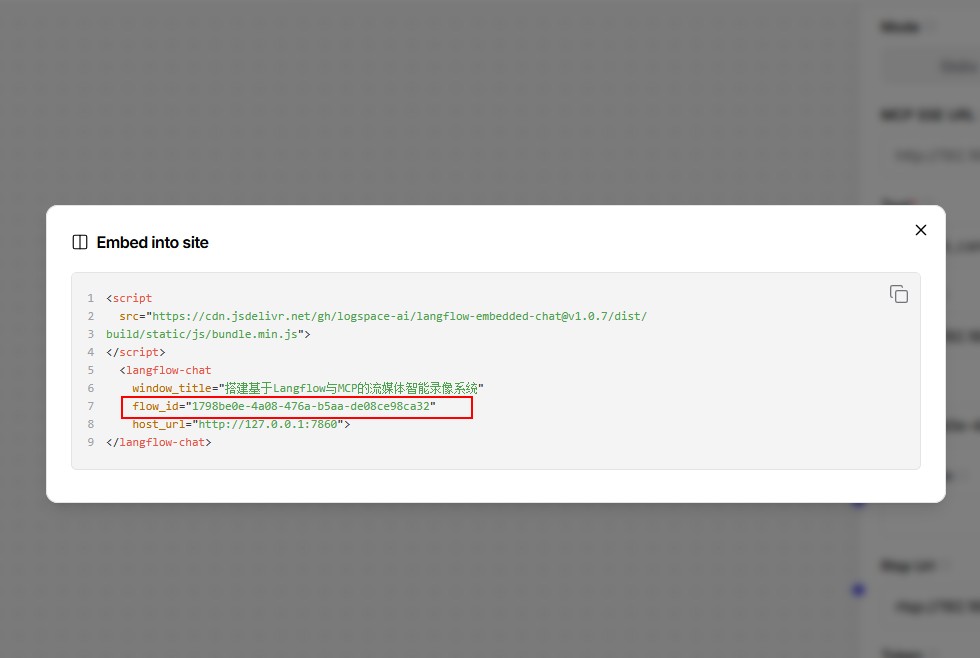 Mode
MCP SSE URL
Embed into site
1 <script
2 src="https://cdn.jsdelivr.net/gh/logspace-ai/langflow-embedded-chat@v1.0.7/dist/
3 build/static/js/bundle.min.js">
4 </script>
5 <langflow-chat
6 window_title="搭建基于Langflow与MCP的流媒体智能录像系统"
7 flow_id="1798be0e-4a08-476a-b5aa-de08ce98ca32"
8 host_url="http://127.0.0.1:7860">
9 </langflow-chat>